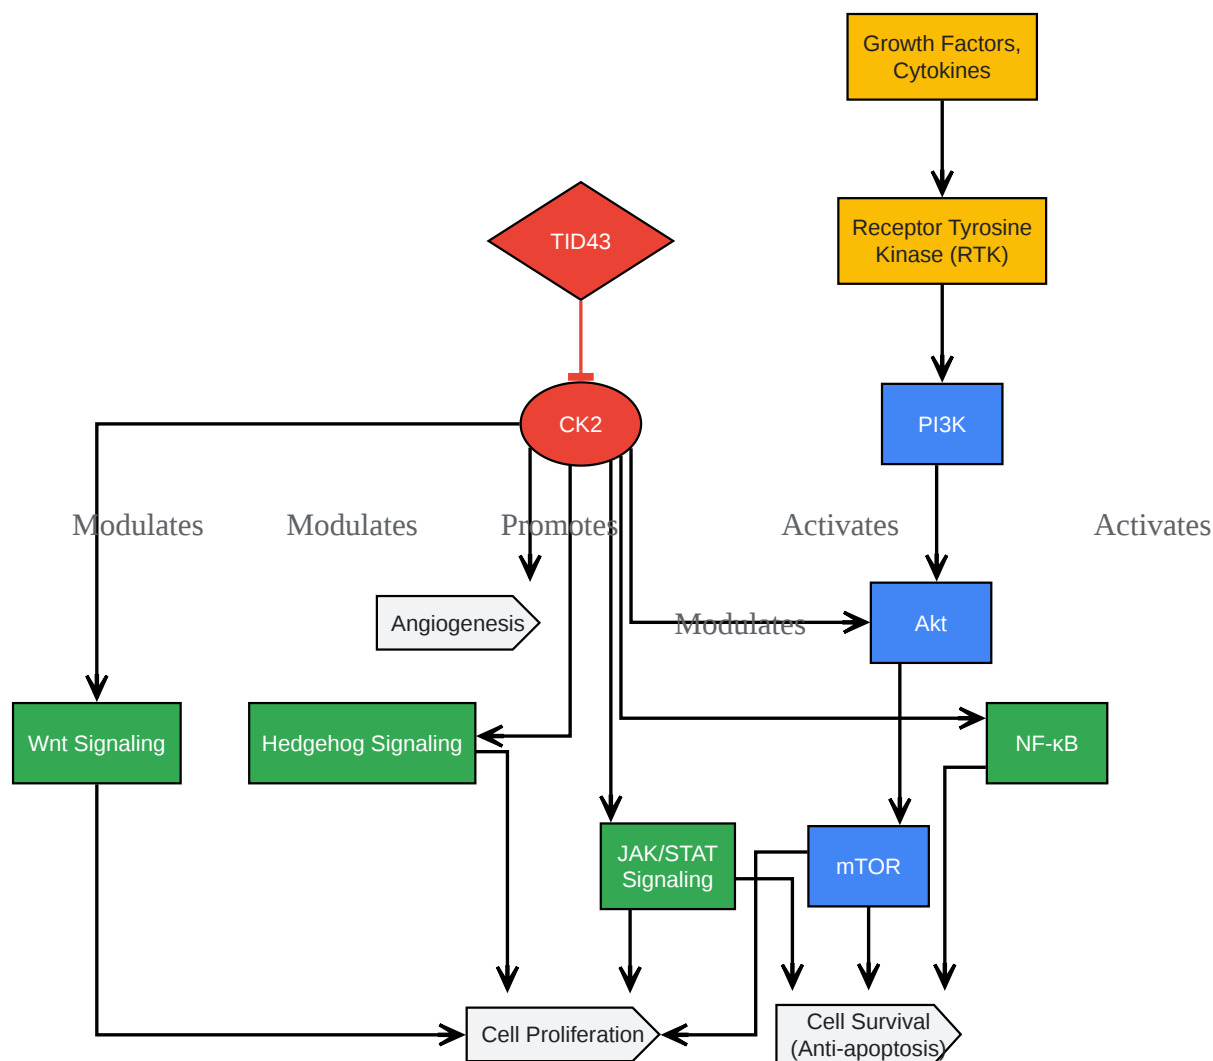 Growth Factors,
Cytokines
Receptor Tyrosine
Kinase (RTK)
TID43
CK2
PI3K
Modulates
Modulates
Promotes
Activates
Activates
Angiogenesis
Modulates
Akt
Wnt Signaling
Hedgehog Signaling
NF-κB
JAK/STAT
Signaling
mTOR
Cell Proliferation
Cell Survival
(Anti-apoptosis)